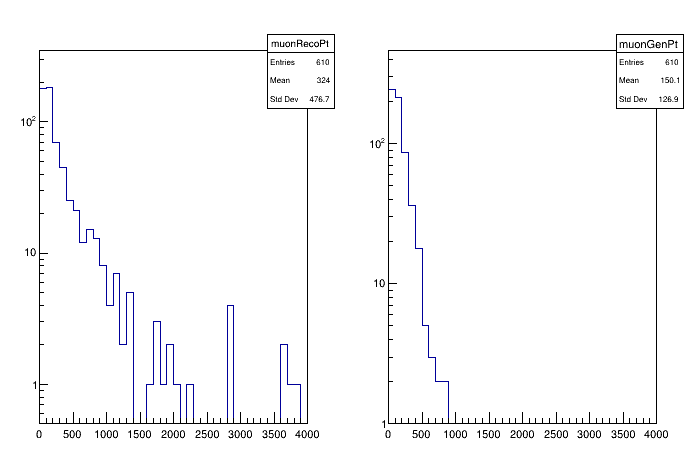 muonRecoPt
Entries 610
Mean 324
Std Dev 476.7
10²
10
1
0 500 1000 1500 2000 2500 3000 3500 4000
muonGenPt
Entries 610
Mean 150.1
Std Dev 126.9
10²
10
1
0 500 1000 1500 2000 2500 3000 3500 4000